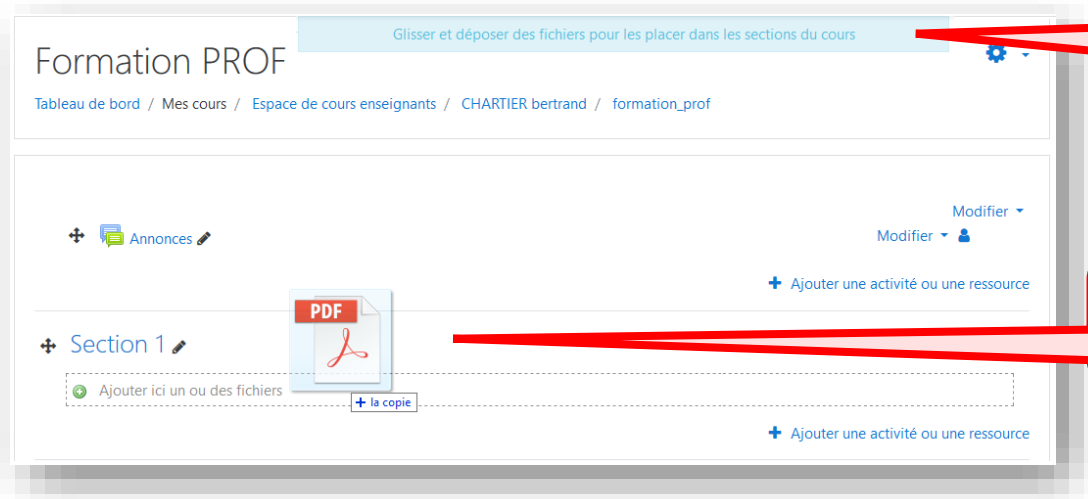 Glisser et déposer des fichiers pour les placer dans les sections du cours
Formation PROF
Tableau de bord / Mes cours / Espace de cours enseignants / CHARTIER bertrand / formation_prof
Modifier
Annonces
Modifier
Ajouter une activité ou une ressource
PDF
Section 1
Ajouter ici un ou des fichiers
+ la copie
Ajouter une activité ou une ressource